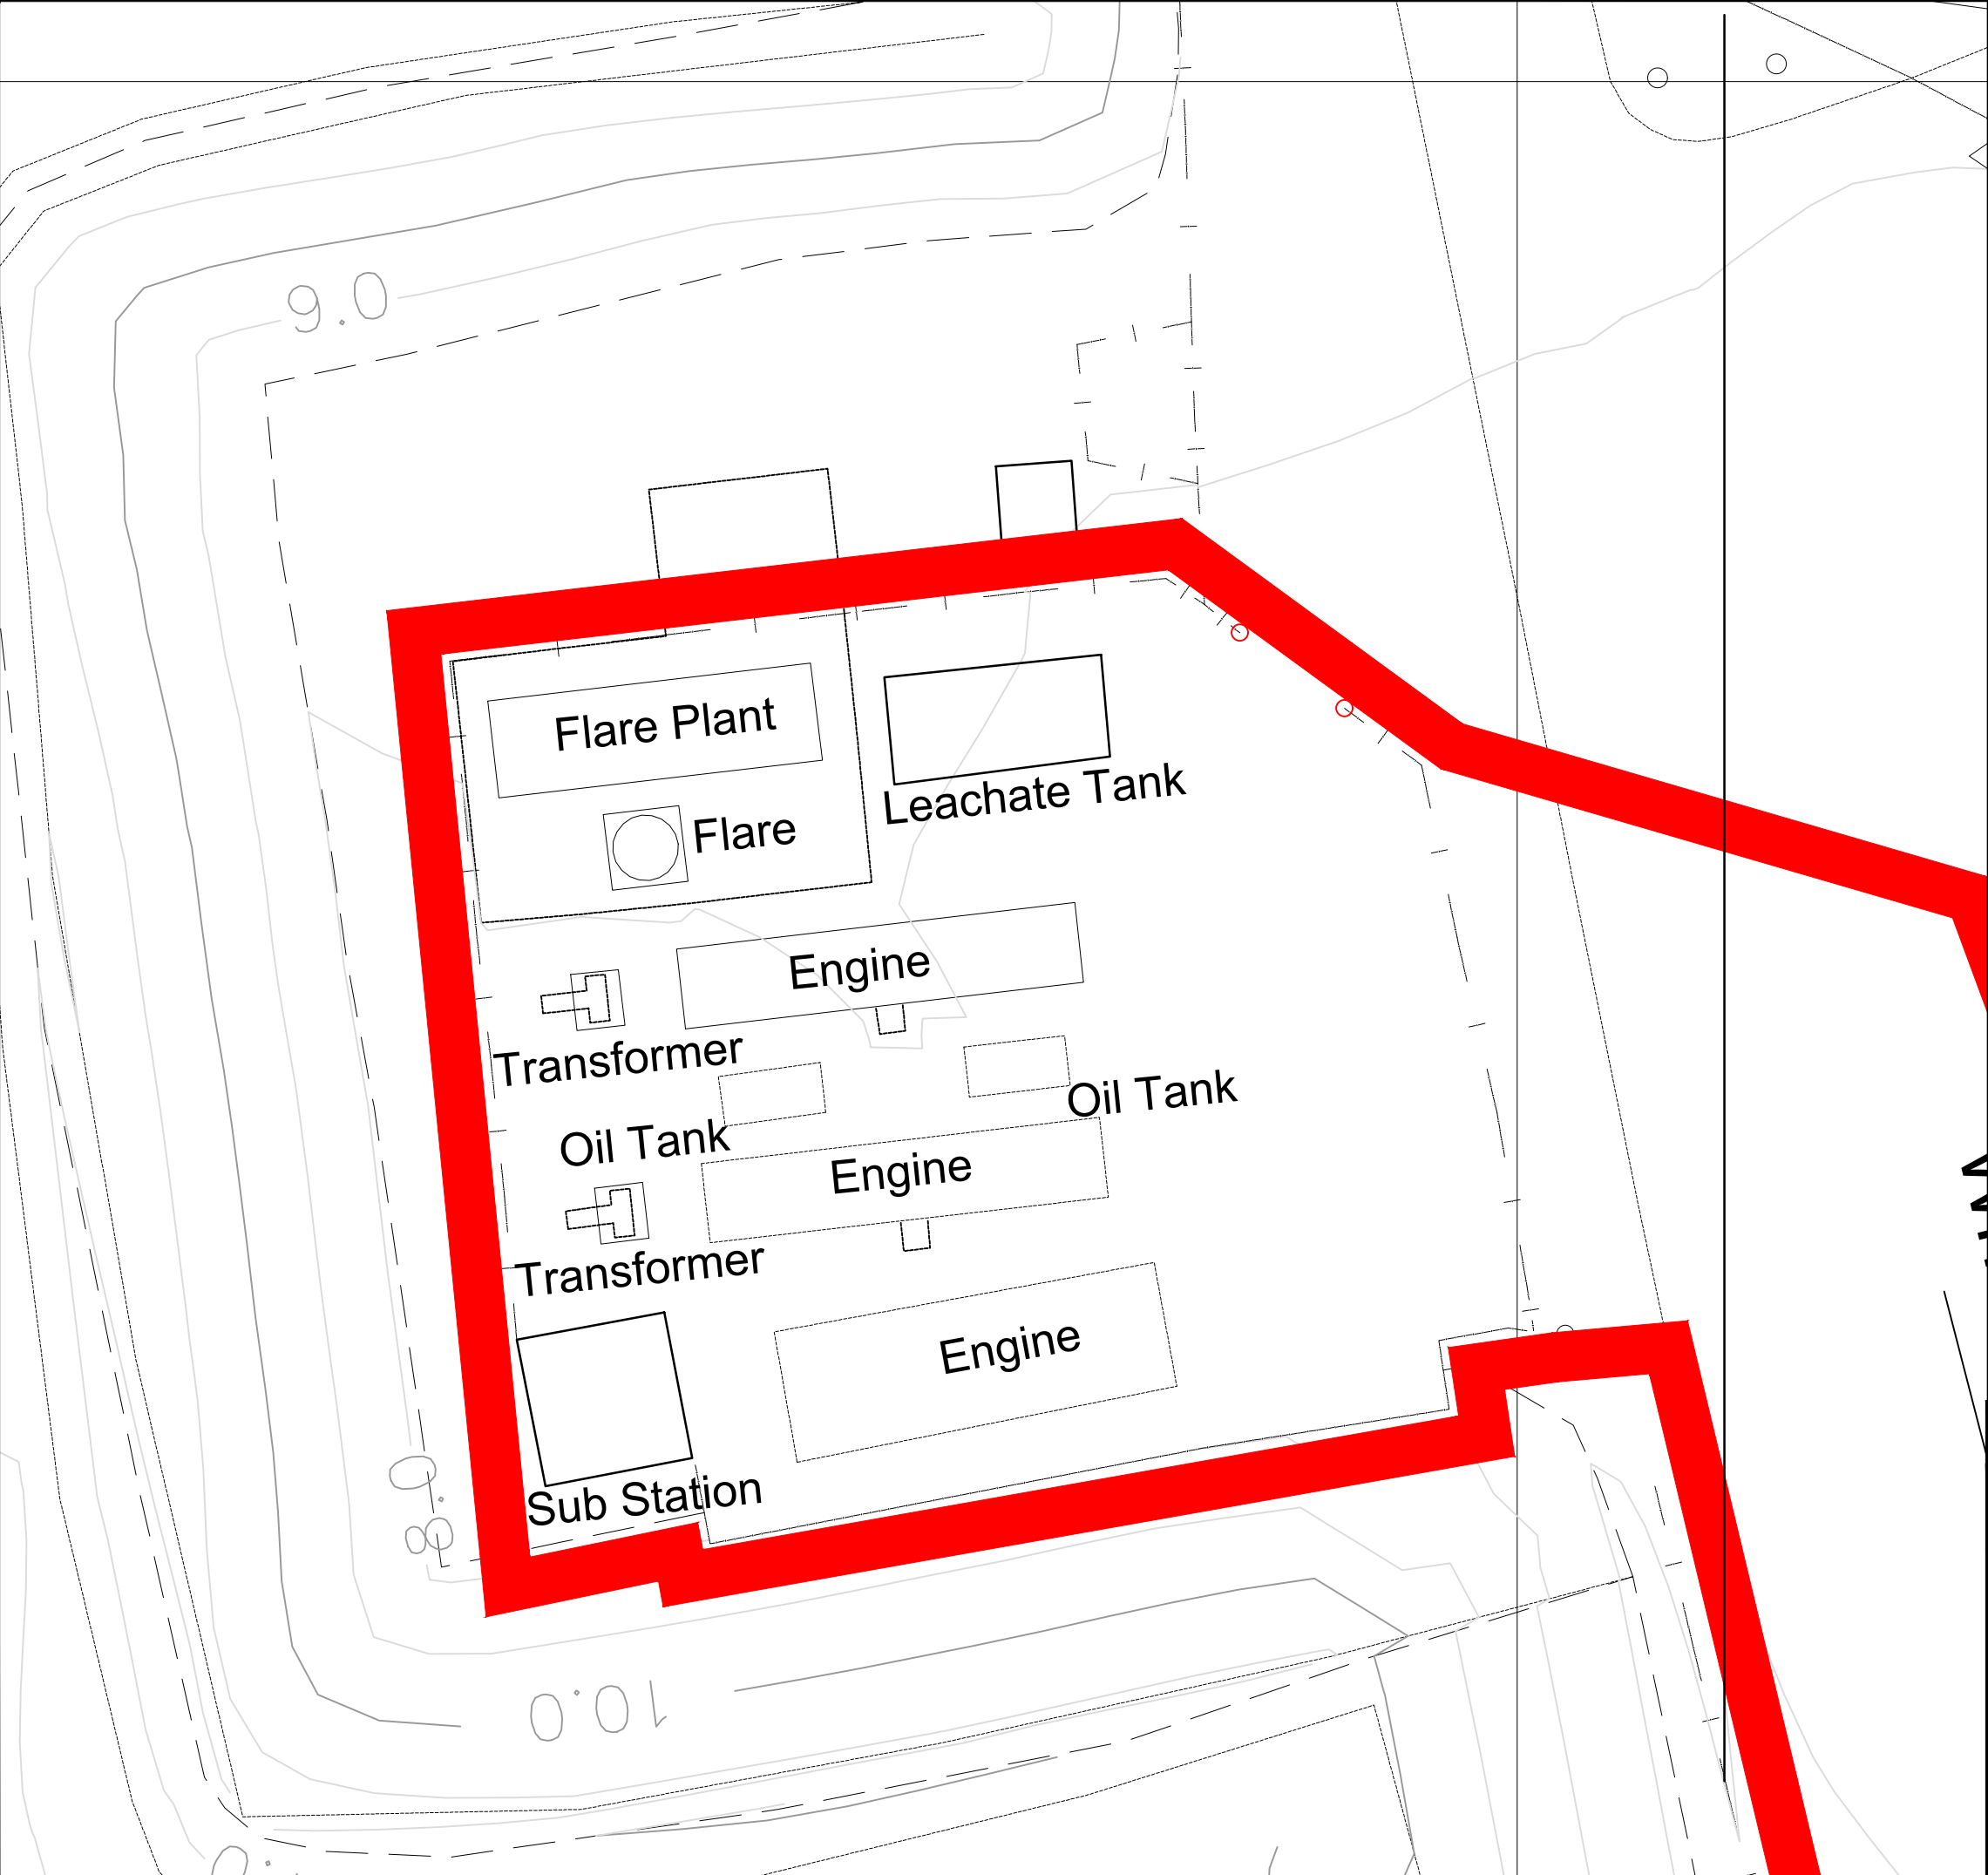 9.0
Flare Plant
Leachate Tank
Flare
Engine
Transformer
Oil Tank
Oil Tank
Engine
Transformer
Engine
Sub Station
8.0
10.0